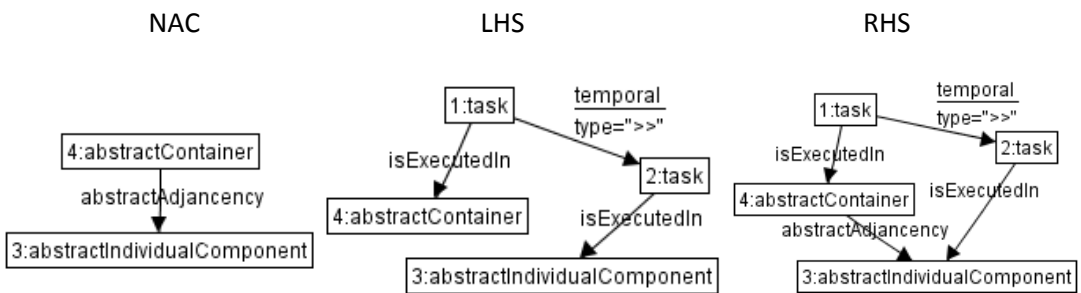 NAC
4:abstractContainer
abstractAdjancency
3:abstractIndividualComponent
LHS
1:task
temporal
type=">>"
isExecutedIn
2:task
4:abstractContainer
isExecutedIn
3:abstractIndividualComponent
RHS
1:task
temporal
type=">>"
isExecutedIn
2:task
4:abstractContainer
isExecutedIn
abstractAdjancency
3:abstractIndividualComponent